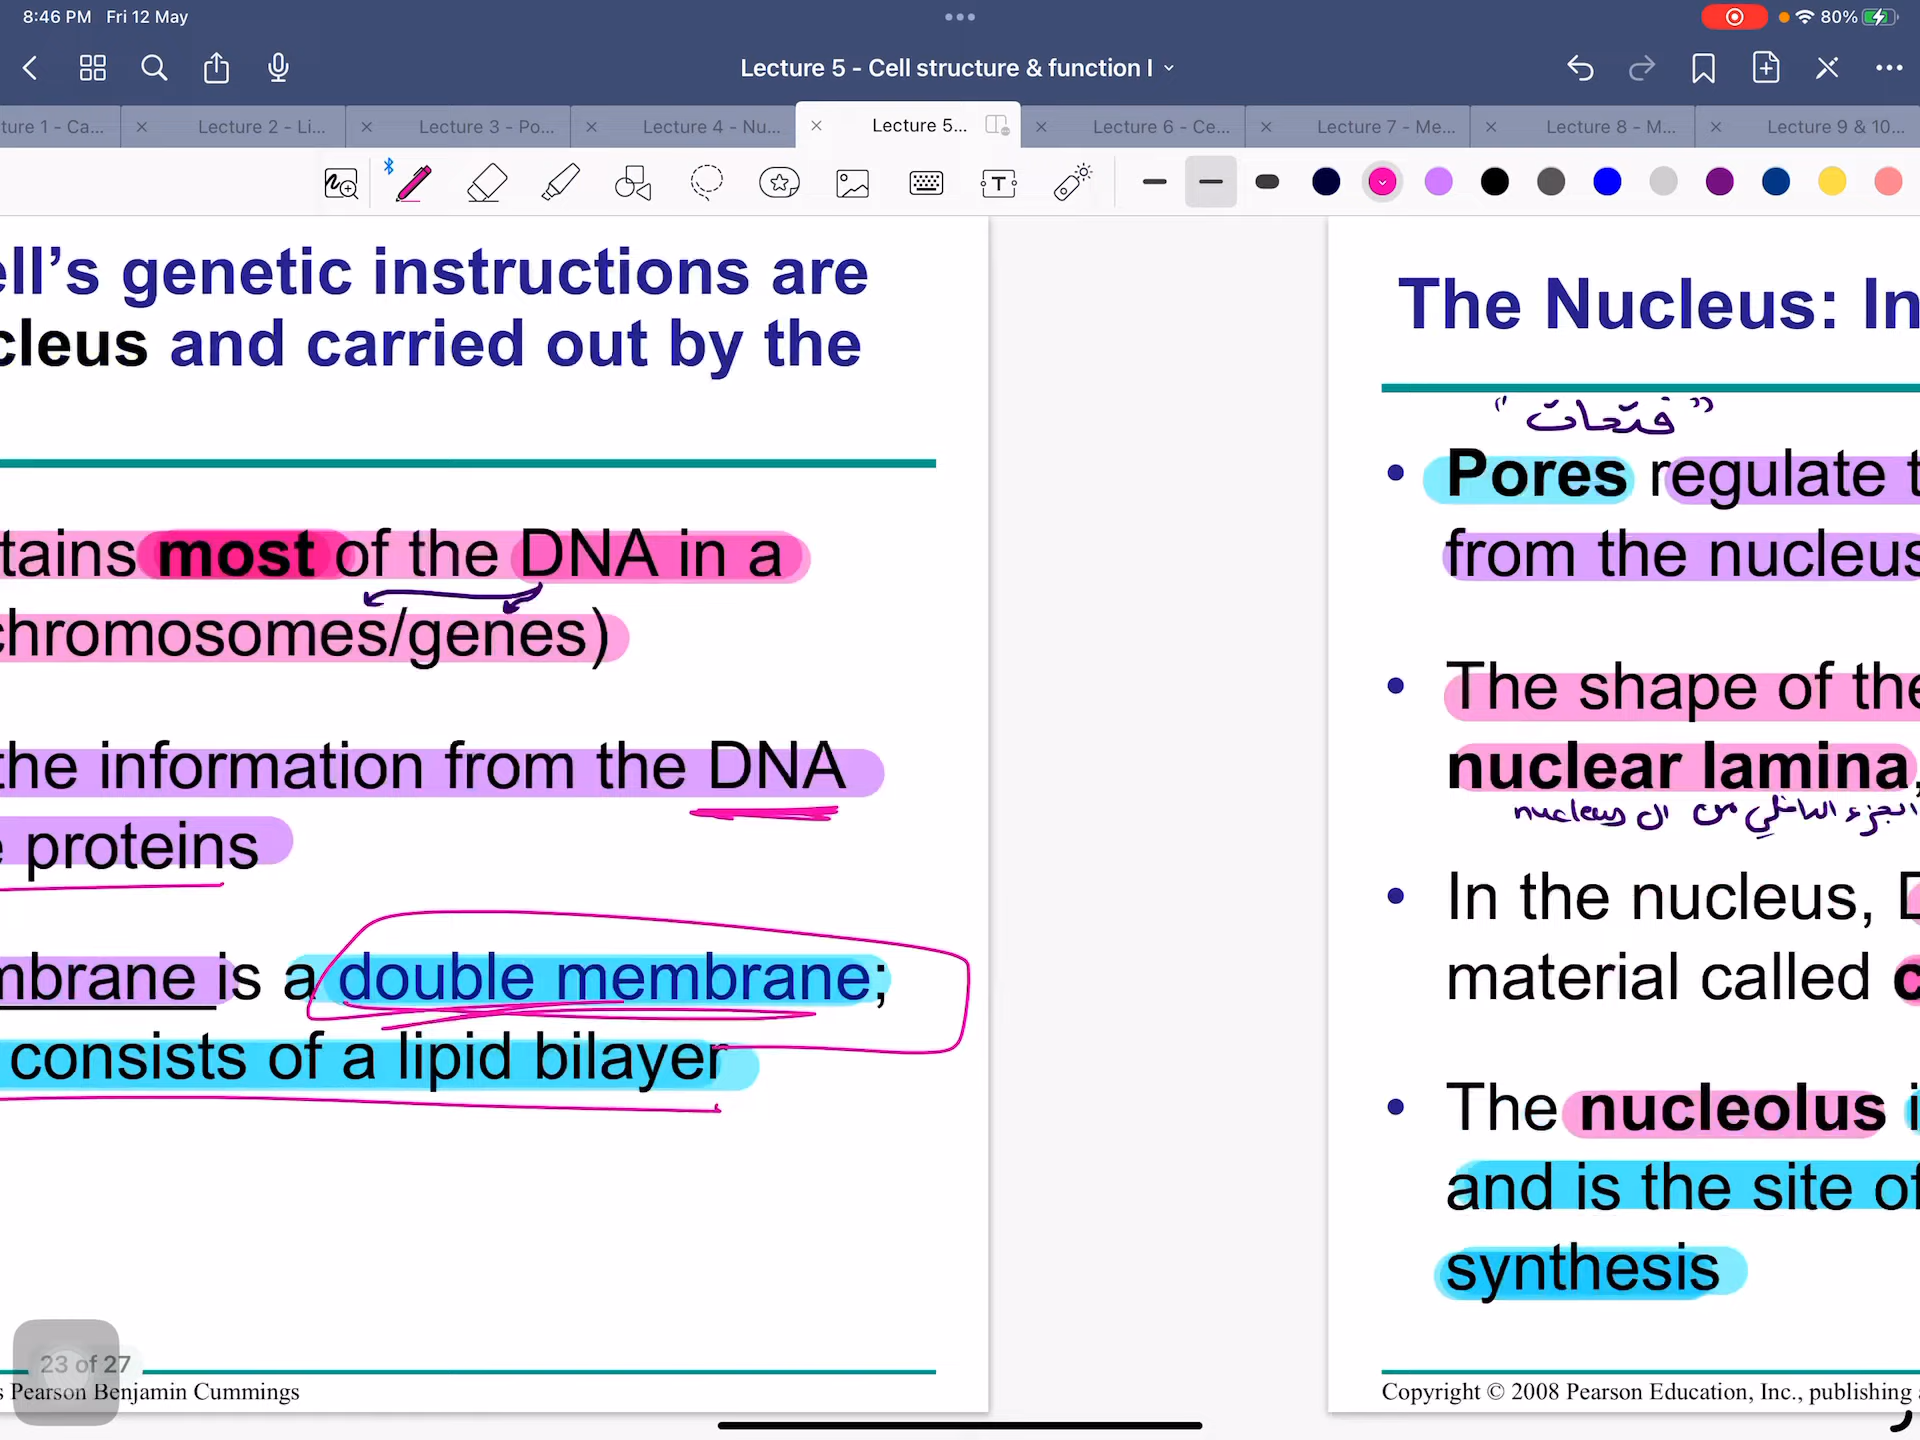 8:46 PM Fri 12 May
80%
Lecture 5 - Cell structure & function I
ture 1 - Ca...
Lecture 2 - Li...
Lecture 3 - Po...
Lecture 4 - Nu...
Lecture 5...
Lecture 6 - Ce...
Lecture 7 - Me...
Lecture 8 - M...
Lecture 9 & 10...
ell's genetic instructions are
cleus and carried out by the
tains most of the DNA in a
chromosomes/genes)
the information from the DNA
e proteins
mbrane is a double membrane;
consists of a lipid bilayer
23 of 27
s Pearson Benjamin Cummings
The Nucleus: In
"فتحات"
• Pores regulate t
from the nucleus
• The shape of the
nuclear lamina,
الجزء الداخلي من ال nucleus
• In the nucleus, D
material called c
• The nucleolus i
and is the site of
synthesis
Copyright © 2008 Pearson Education, Inc., publishing a